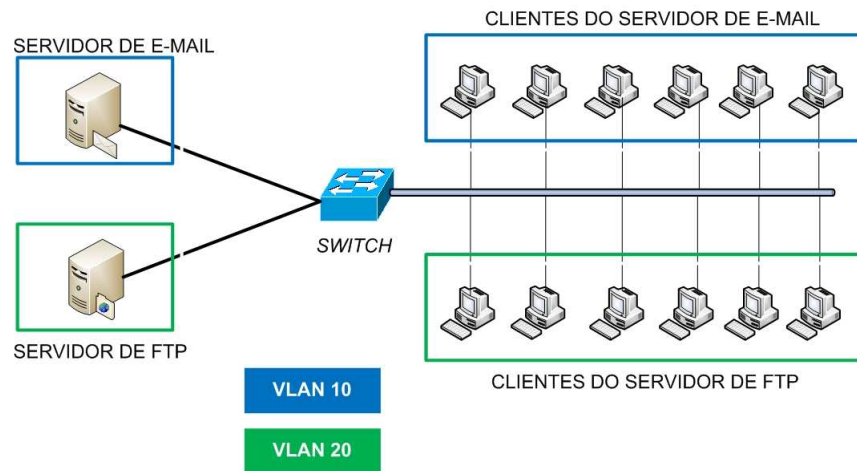 CLIENTES DO SERVIDOR DE E-MAIL
SERVIDOR DE E-MAIL
SWITCH
SERVIDOR DE FTP
CLIENTES DO SERVIDOR DE FTP
VLAN 10
VLAN 20